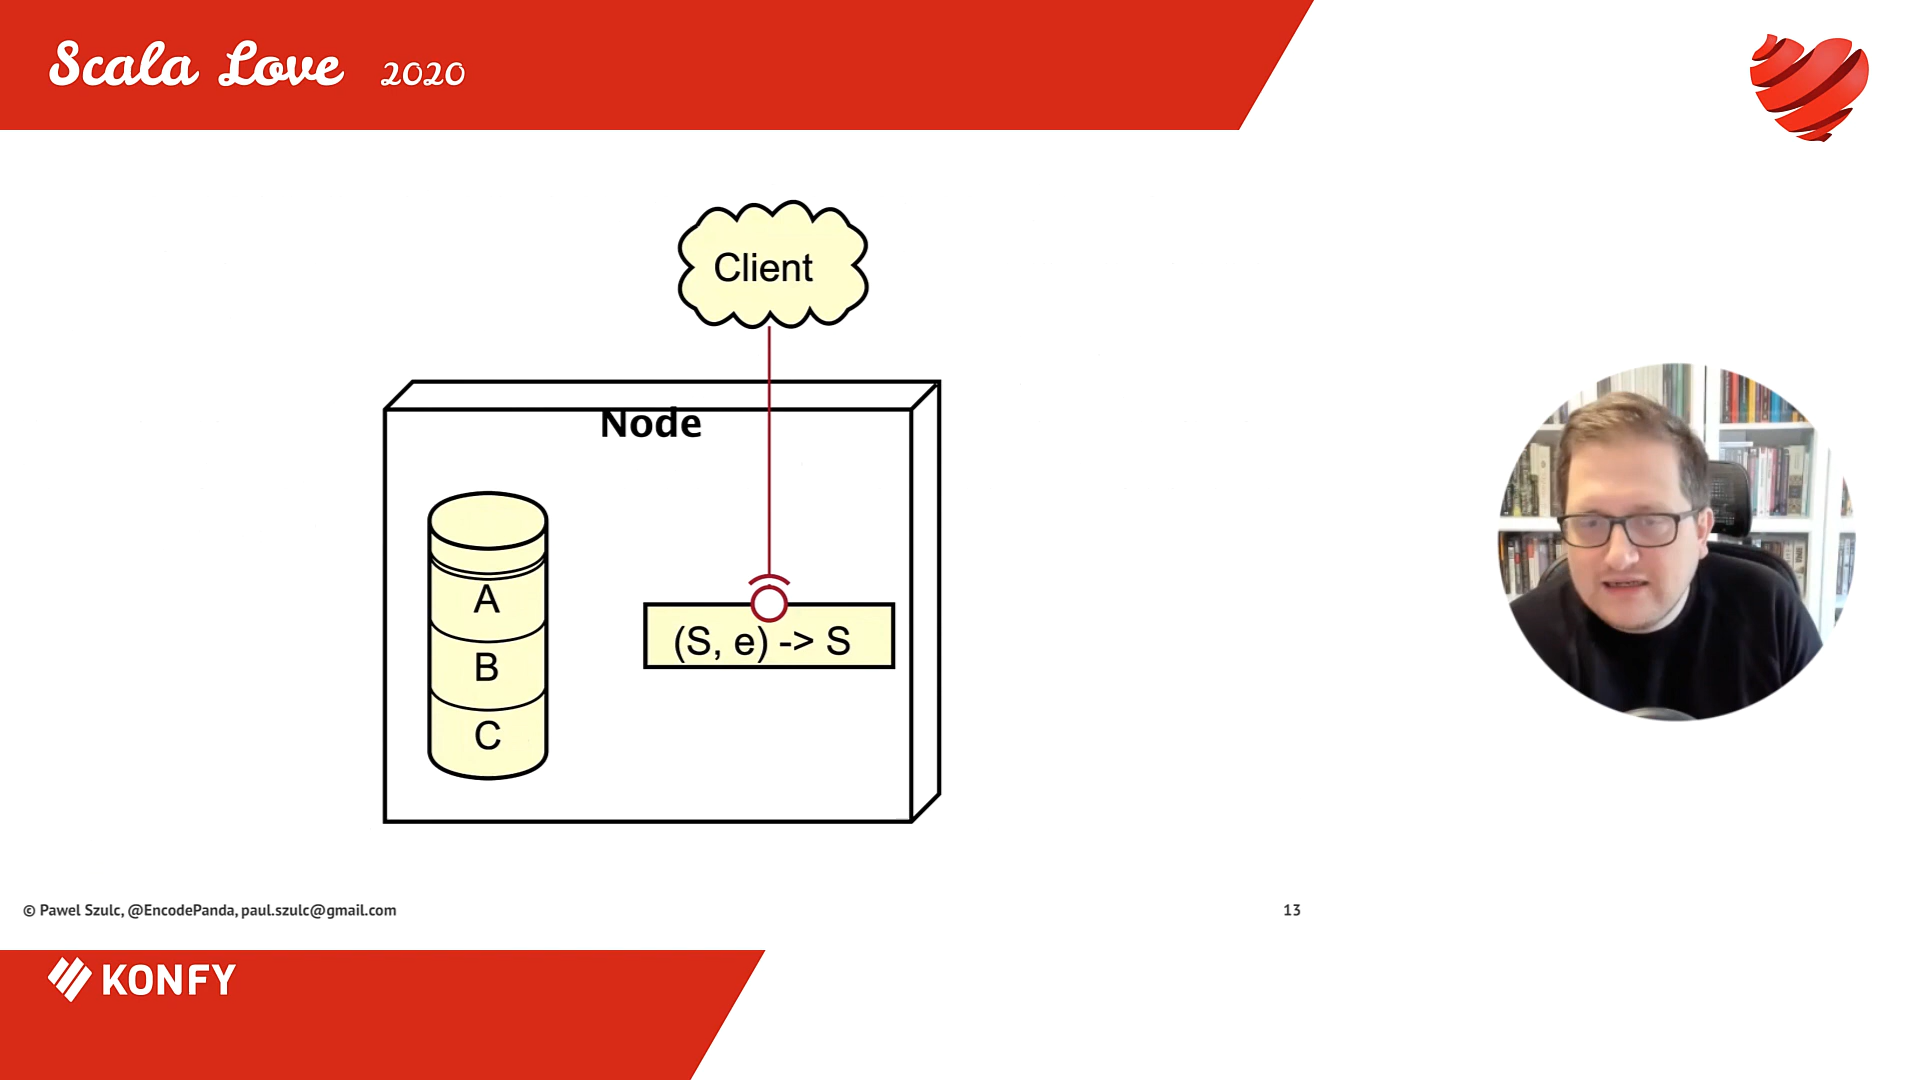 Scala Love 2020
Client
Node
A
B
C
(S, e) -> S
© Pawel Szulc, @EncodePanda, paul.szulc@gmail.com
13
KONFY